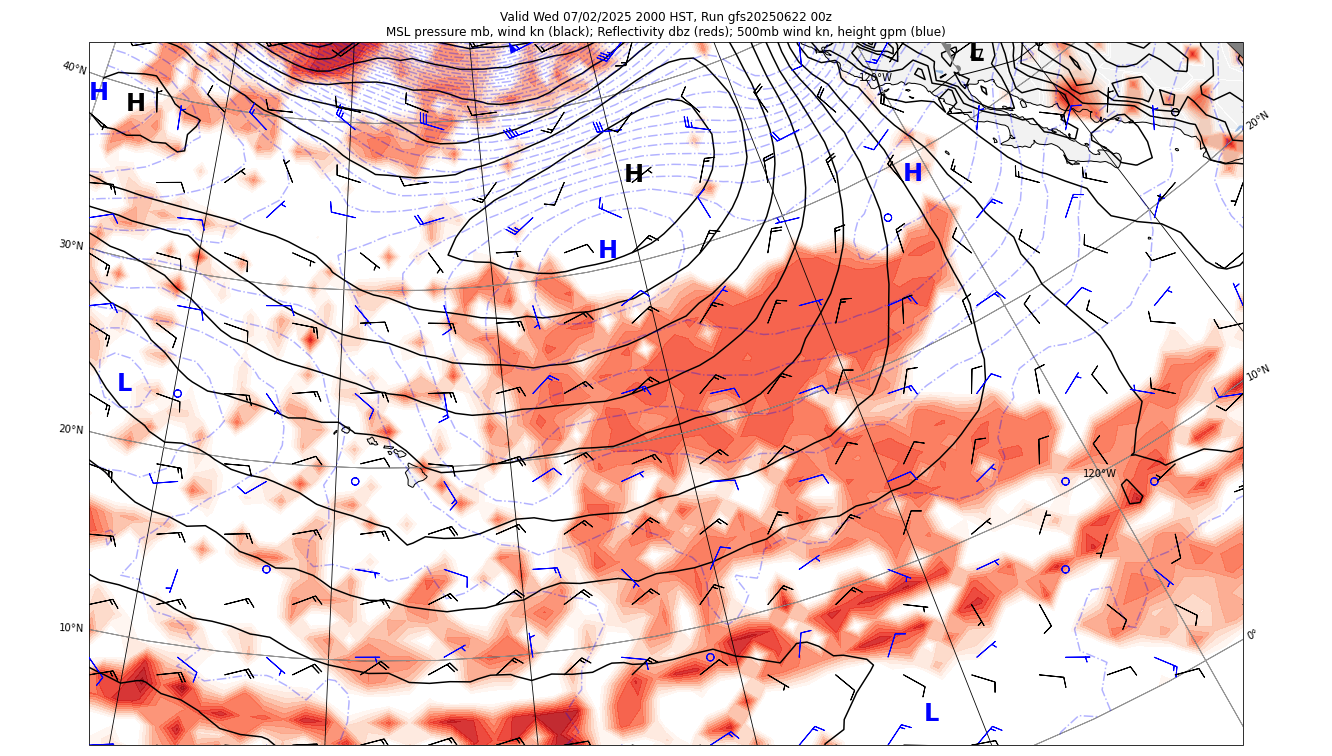 Valid Wed 07/02/2025 2000 HST, Run gfs20250622 00z
MSL pressure mb, wind kn (black); Reflectivity dbz (reds); 500mb wind kn, height gpm (blue)
L
40°N
120°W
H
H
20°N
H
H
30°N
H
10°N
L
20°N
120°W
10°N
0°
L